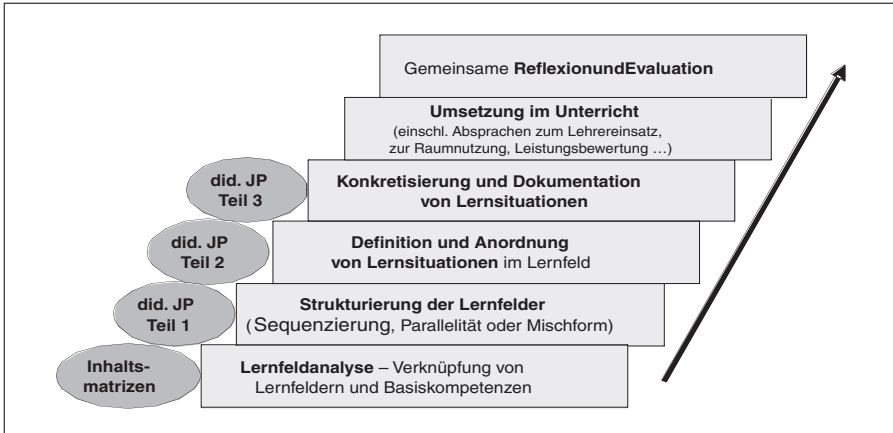 Gemeinsame ReflexionundEvaluation
Umsetzung im Unterricht
(einschl. Absprachen zum Lehrereinsatz,
zur Raumnutzung, Leistungsbewertung ...)
did. JP
Teil 3
Konkretisierung und Dokumentation
von Lernsituationen
did. JP
Teil 2
Definition und Anordnung
von Lernsituationen im Lernfeld
did. JP
Teil 1
Strukturierung der Lernfelder
(Sequenzierung, Parallelität oder Mischform)
Inhalts-
matrizen
Lernfeldanalyse – Verknüpfung von
Lernfeldern und Basiskompetenzen